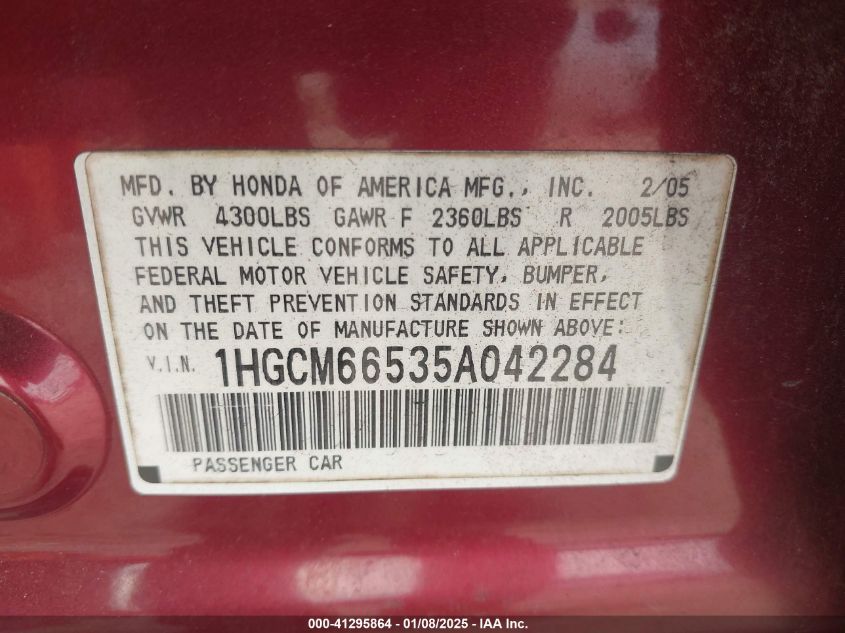 MFD. BY HONDA OF AMERICA MFG., INC. 2/05
GVWR 4300LBS GAWR F 2360LBS R 2005LBS
THIS VEHICLE CONFORMS TO ALL APPLICABLE
FEDERAL MOTOR VEHICLE SAFETY, BUMPER,
AND THEFT PREVENTION STANDARDS IN EFFECT
ON THE DATE OF MANUFACTURE SHOWN ABOVE:
V.I.N. 1HGCM66535A042284
PASSENGER CAR
000-41295864 - 01/08/2025 - IAA Inc.